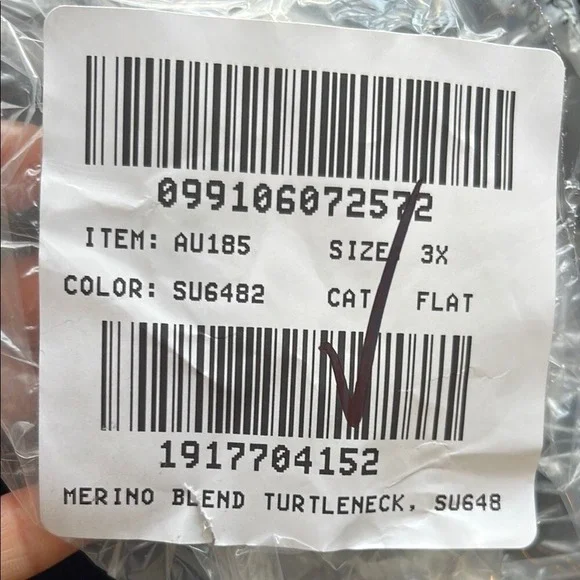 099106072572
ITEM: AU185 SIZE: 3X
COLOR: SU6482 CAT: FLAT
1917704152
MERINO BLEND TURTLENECK, SU648